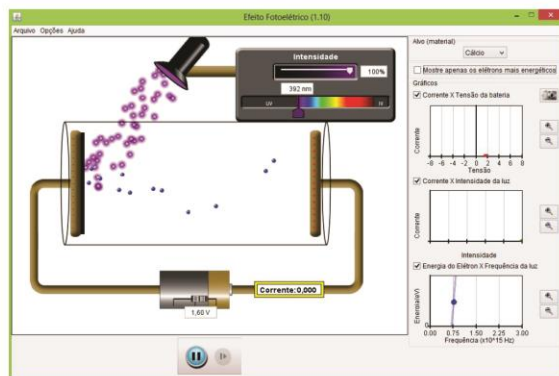 Efeito Fotoelétrico (1.10)
Arquivo Opções Ajuda
Intensidade
100%
392 nm
UV
IV
Corrente:0,000
1,60 V
Alvo (material)
Cálcio
Mostre apenas os elétrons mais energéticos
Gráficos
Corrente X Tensão da bateria
Corrente
-8 -6 -4 -2 0 2 4 6 8
Tensão
Corrente X Intensidade da luz
Corrente
Intensidade
Energia do Elétron X Frequência da luz
Energia(eV)
0
0.00 0.75 1.50 2.25 3.00
Frequência (x10^15 Hz)